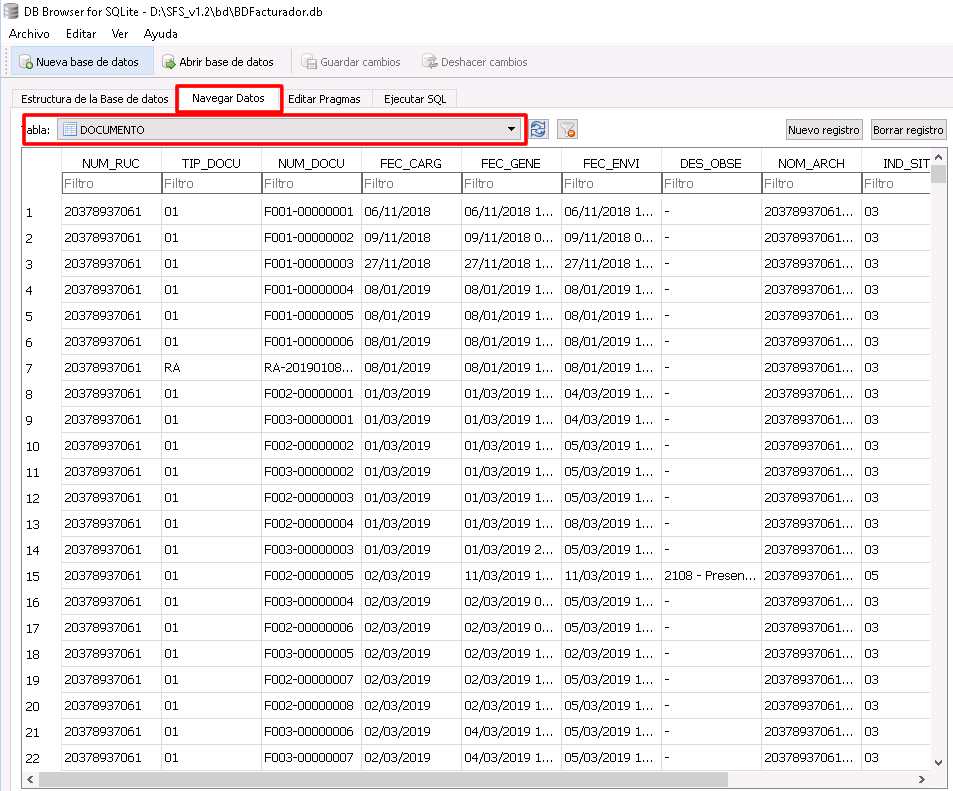 DB Browser for SQLite - D:\SFS_v1.2\bd\BDFacturador.db
Archivo Editar Ver Ayuda
Nueva base de datos Abrir base de datos Guardar cambios Deshacer cambios
Estructura de la Base de datos Navegar Datos Editar Pragmas Ejecutar SQL
abla: DOCUMENTO Nuevo registro Borrar registro
NUM_RUC TIP_DOCU NUM_DOCU FEC_CARG FEC_GENE FEC_ENVI DES_OBSE NOM_ARCH IND_SIT
Filtro Filtro Filtro Filtro Filtro Filtro Filtro Filtro Filtro
1 20378937061 01 F001-00000001 06/11/2018 06/11/2018 1... 06/11/2018 1... - 20378937061... 03
2 20378937061 01 F001-00000002 09/11/2018 09/11/2018 0... 09/11/2018 0... - 20378937061... 03
3 20378937061 01 F001-00000003 27/11/2018 27/11/2018 1... 27/11/2018 1... - 20378937061... 03
4 20378937061 01 F001-00000004 08/01/2019 08/01/2019 1... 08/01/2019 1... - 20378937061... 03
5 20378937061 01 F001-00000005 08/01/2019 08/01/2019 1... 08/01/2019 1... - 20378937061... 03
6 20378937061 01 F001-00000006 08/01/2019 08/01/2019 1... 08/01/2019 1... - 20378937061... 03
7 20378937061 RA RA-20190108... 08/01/2019 08/01/2019 1... 08/01/2019 1... - 20378937061... 03
8 20378937061 01 F002-00000001 01/03/2019 01/03/2019 1... 04/03/2019 1... - 20378937061... 03
9 20378937061 01 F003-00000001 01/03/2019 01/03/2019 1... 04/03/2019 1... - 20378937061... 03
10 20378937061 01 F002-00000002 01/03/2019 01/03/2019 1... 05/03/2019 1... - 20378937061... 03
11 20378937061 01 F003-00000002 01/03/2019 01/03/2019 1... 05/03/2019 1... - 20378937061... 03
12 20378937061 01 F002-00000003 01/03/2019 01/03/2019 1... 05/03/2019 1... - 20378937061... 03
13 20378937061 01 F002-00000004 01/03/2019 01/03/2019 1... 08/03/2019 1... - 20378937061... 03
14 20378937061 01 F003-00000003 01/03/2019 01/03/2019 2... 05/03/2019 1... - 20378937061... 03
15 20378937061 01 F002-00000005 02/03/2019 11/03/2019 1... 11/03/2019 1... 2108 - Presen... 20378937061... 05
16 20378937061 01 F003-00000004 02/03/2019 02/03/2019 0... 05/03/2019 1... - 20378937061... 03
17 20378937061 01 F002-00000006 02/03/2019 02/03/2019 0... 05/03/2019 1... - 20378937061... 03
18 20378937061 01 F003-00000005 02/03/2019 02/03/2019 1... 05/03/2019 1... - 20378937061... 03
19 20378937061 01 F002-00000007 02/03/2019 02/03/2019 1... 05/03/2019 1... - 20378937061... 03
20 20378937061 01 F002-00000008 02/03/2019 02/03/2019 1... 05/03/2019 1... - 20378937061... 03
21 20378937061 01 F003-00000006 02/03/2019 04/03/2019 1... 05/03/2019 1... - 20378937061... 03
22 20378937061 01 F003-00000007 02/03/2019 04/03/2019 1... 05/03/2019 1... - 20378937061... 03